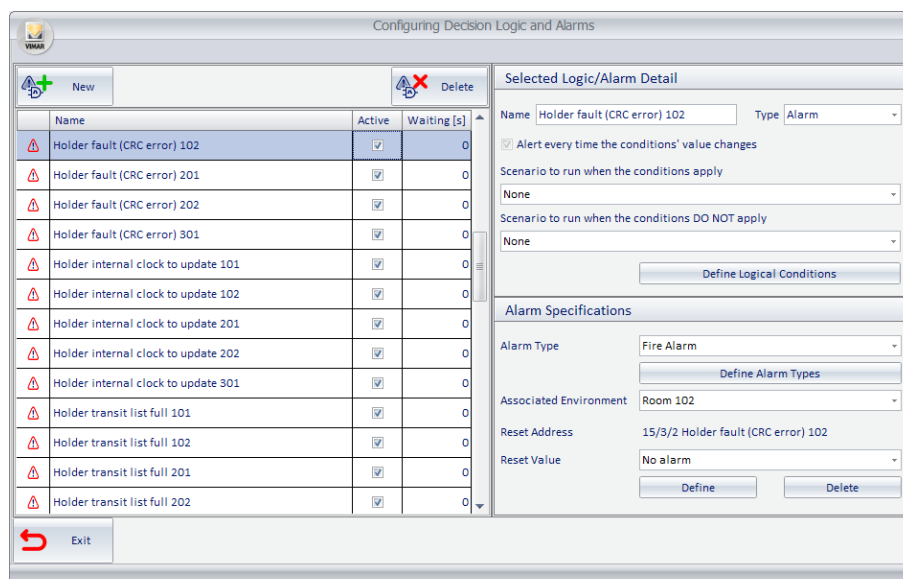 Configuring Decision Logic and Alarms
VIMAR
New
Delete
Name Active Waiting [s]
Holder fault (CRC error) 102 0
Holder fault (CRC error) 201 0
Holder fault (CRC error) 202 0
Holder fault (CRC error) 301 0
Holder internal clock to update 101 0
Holder internal clock to update 102 0
Holder internal clock to update 201 0
Holder internal clock to update 202 0
Holder internal clock to update 301 0
Holder transit list full 101 0
Holder transit list full 102 0
Holder transit list full 201 0
Holder transit list full 202 0
Selected Logic/Alarm Detail
Name Holder fault (CRC error) 102 Type Alarm
Alert every time the conditions' value changes
Scenario to run when the conditions apply
None
Scenario to run when the conditions DO NOT apply
None
Define Logical Conditions
Alarm Specifications
Alarm Type Fire Alarm
Define Alarm Types
Associated Environment Room 102
Reset Address 15/3/2 Holder fault (CRC error) 102
Reset Value No alarm
Define Delete
Exit